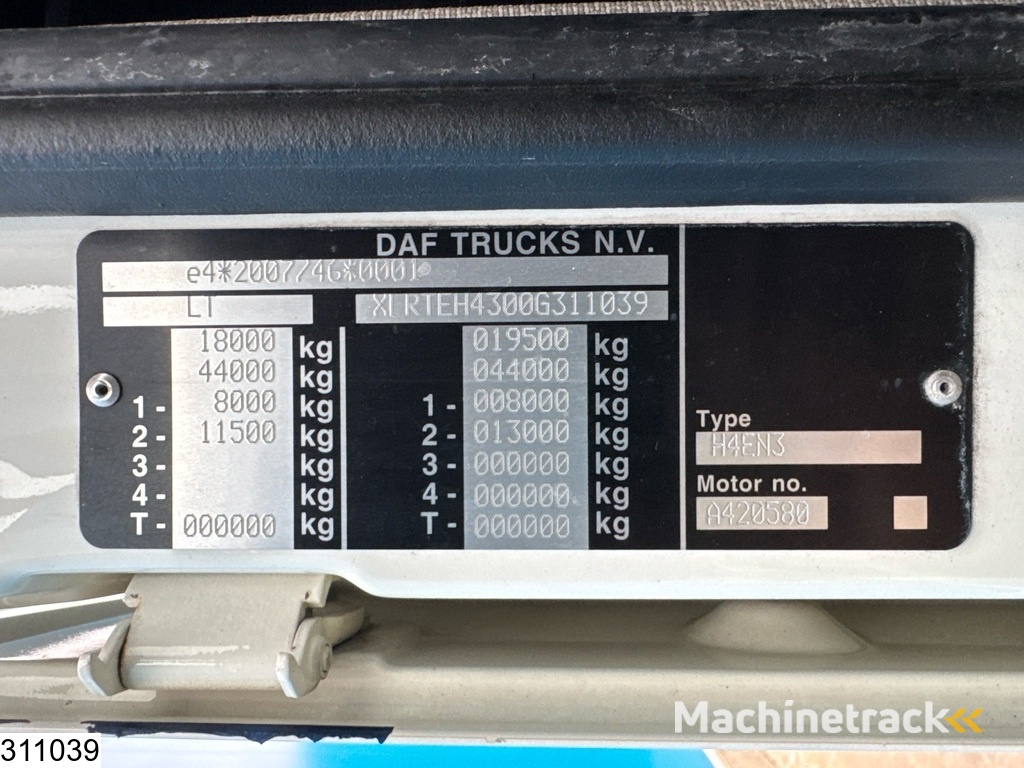 DAF TRUCKS N.V.
e4*2007/46*0001
LT XLRTEH4300G311039
18000 kg 019500 kg
44000 kg 044000 kg
1- 8000 kg 1- 008000 kg
2- 11500 kg 2- 013000 kg
3- kg 3- 000000 kg
4- kg 4- 000000 kg
T- 000000 kg T- 000000 kg
Type
H4EN3
Motor no.
A420580
Machinetrack
311039